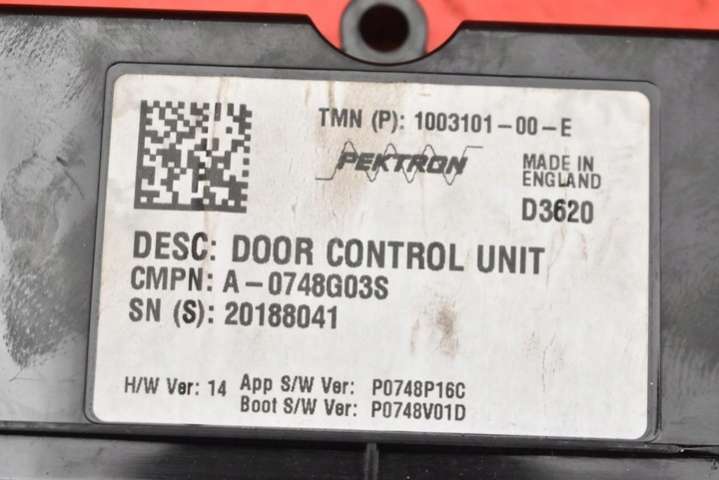 TMN (P): 1003101-00-E
PEKTRON
MADE IN
ENGLAND
D3620
DESC: DOOR CONTROL UNIT
CMPN: A-0748G03S
SN (S): 20188041
H/W Ver: 14 App S/W Ver: P0748P16C
Boot S/W Ver: P0748V01D